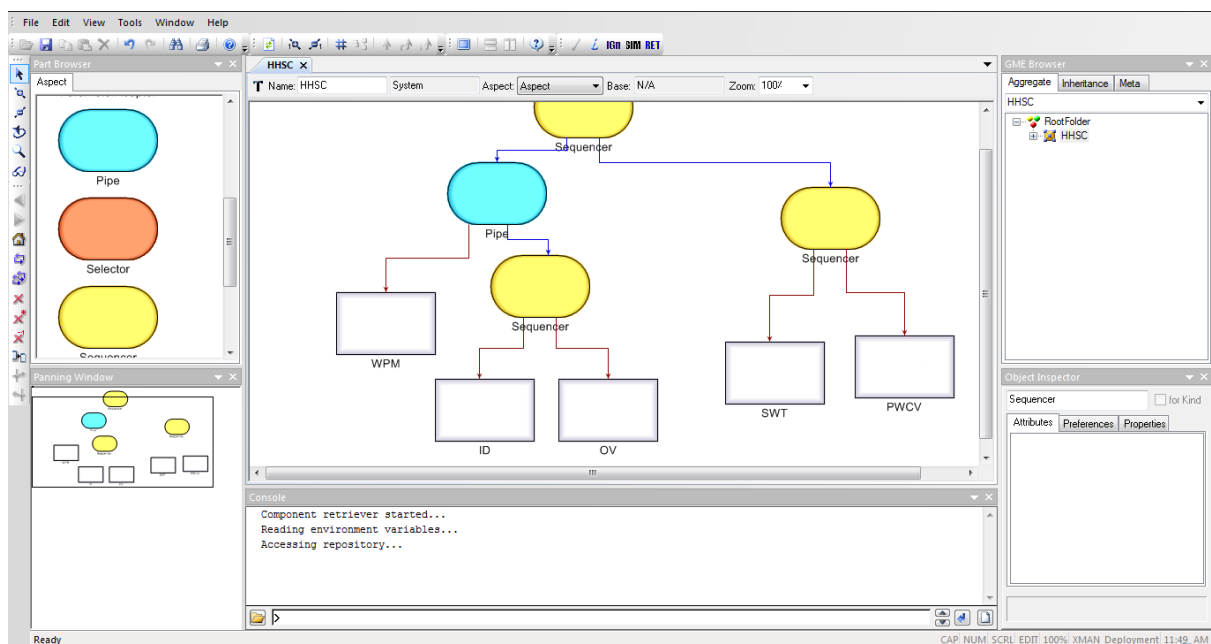 File Edit View Tools Window Help
IGn SIM RET
Part Browser
Aspect
Pipe
Selector
Sequencer
HHSC
Name: HHSC System Aspect: Aspect Base: N/A Zoom: 100%
Sequencer
Pipe
Sequencer
Sequencer
WPM
SWT
PWCV
ID
OV
GME Browser
Aggregate Inheritance Meta
HHSC
RootFolder
HHSC
Panning Window
Console
Component retriever started...
Reading environment variables...
Accessing repository...
Object Inspector
Sequencer for Kind
Attributes Preferences Properties
Ready
CAP NUM SCRL EDIT 100% XMAN Deployment 11:49 AM